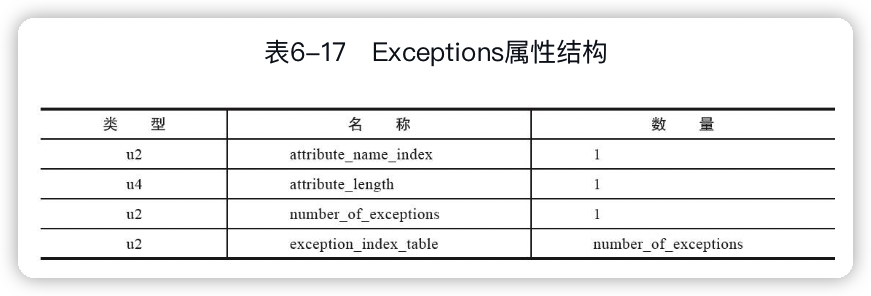 表6-17 Exceptions属性结构
类 型 名 称 数 量
u2 attribute_name_index 1
u4 attribute_length 1
u2 number_of_exceptions 1
u2 exception_index_table number_of_exceptions